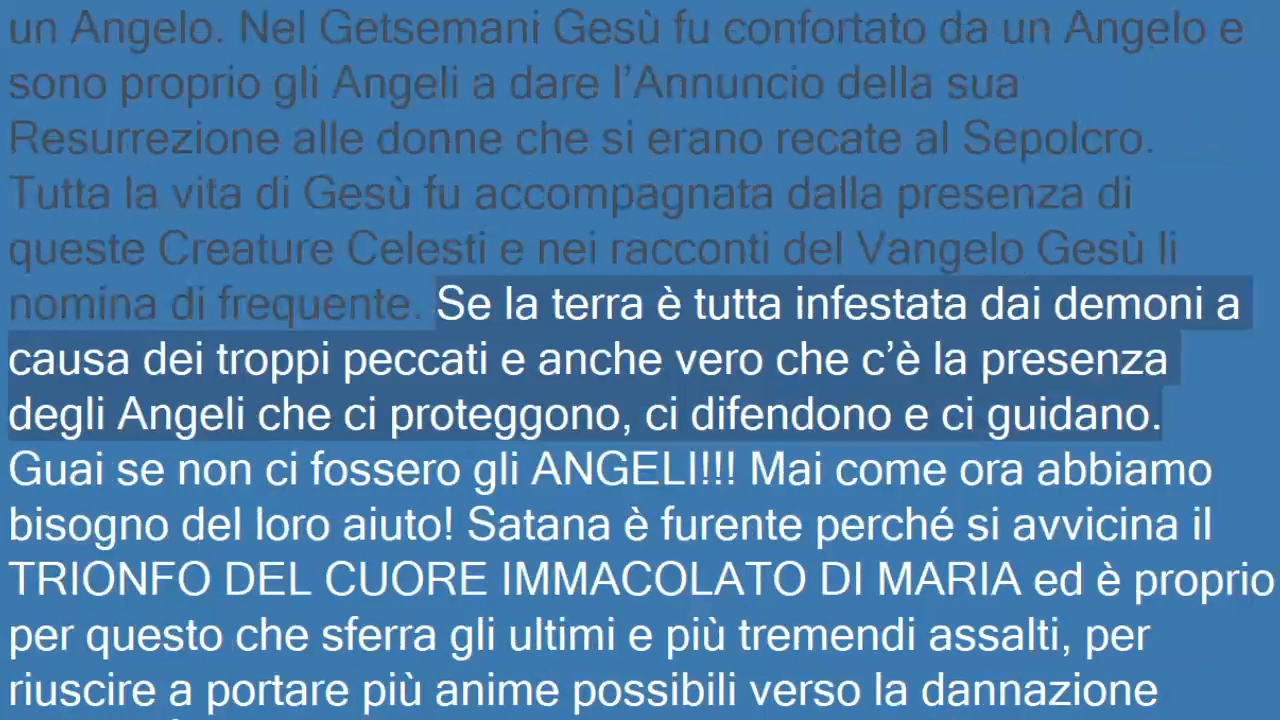 un Angelo. Nel Getsemani Gesù fu confortato da un Angelo e
sono proprio gli Angeli a dare l’Annuncio della sua
Resurrezione alle donne che si erano recate al Sepolcro.
Tutta la vita di Gesù fu accompagnata dalla presenza di
queste Creature Celesti e nei racconti del Vangelo Gesù li
nomina di frequente. Se la terra è tutta infestata dai demoni a
causa dei troppi peccati e anche vero che c’è la presenza
degli Angeli che ci proteggono, ci difendono e ci guidano.
Guai se non ci fossero gli ANGELI!!! Mai come ora abbiamo
bisogno del loro aiuto! Satana è furente perché si avvicina il
TRIONFO DEL CUORE IMMACOLATO DI MARIA ed è proprio
per questo che sferra gli ultimi e più tremendi assalti, per
riuscire a portare più anime possibili verso la dannazione